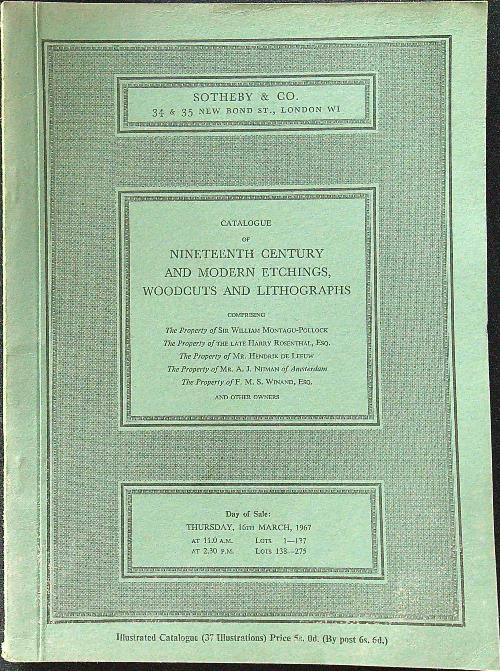 SOTHEBY & CO.
34 & 35 NEW BOND ST., LONDON W1
CATALOGUE
OF
NINETEENTH CENTURY
AND MODERN ETCHINGS,
WOODCUTS AND LITHOGRAPHS
COMPRISING
The Property of SIR WILLIAM MONTAGU-POLLOCK
The Property of THE LATE HARRY ROSENTHAL, ESQ.
The Property of MR. HENDRIK DE LEEUW
The Property of MR. A. J. NIJMAN of Amsterdam
The Property of F. M. S. WINAND, ESQ.
AND OTHER OWNERS
Day of Sale:
THURSDAY, 16TH MARCH, 1967
AT 11.0 A.M. LOTS 1—137
AT 2.30 P.M. LOTS 138—275
Illustrated Catalogue (37 Illustrations) Price 5s. 0d. (By post 6s. 6d.)